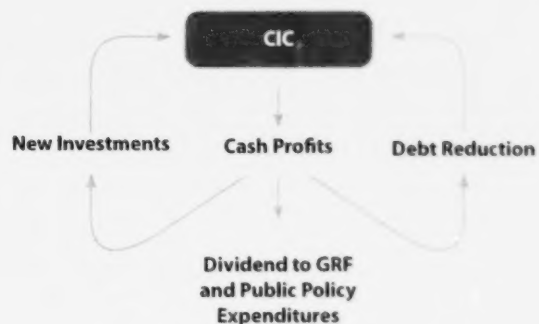 CIC
New Investments
Cash Profits
Debt Reduction
Dividend to GRF
and Public Policy
Expenditures